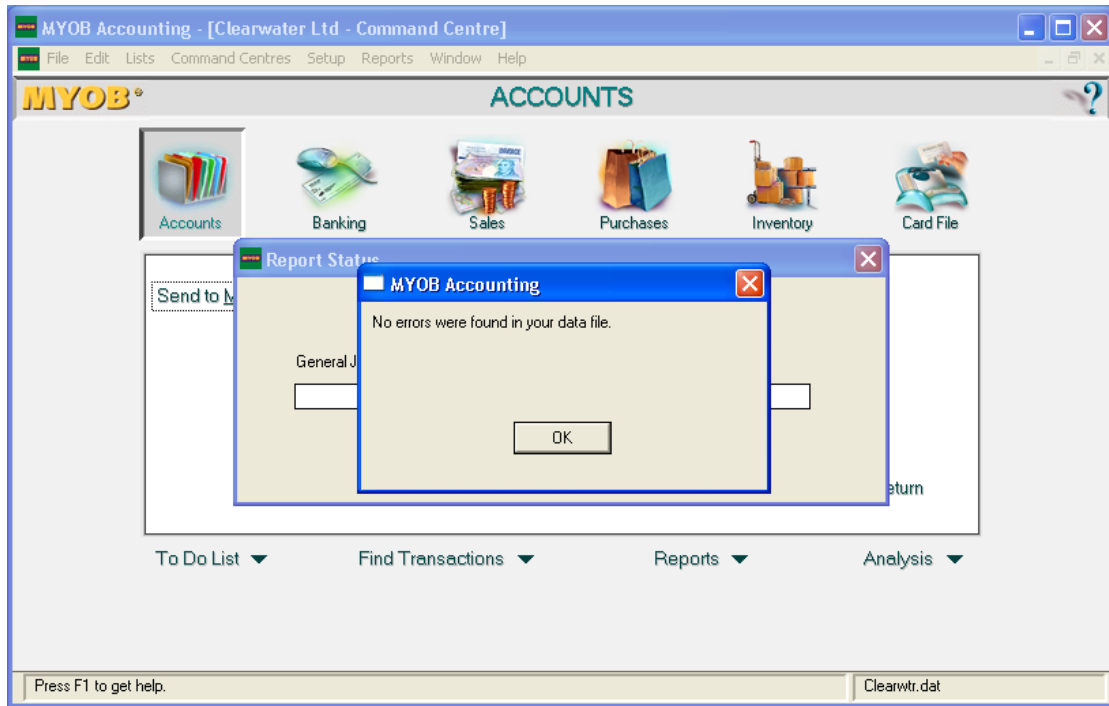 MYOB Accounting - [Clearwater Ltd - Command Centre]
File Edit Lists Command Centres Setup Reports Window Help
MYOB® ACCOUNTS
Accounts Banking Sales Purchases Inventory Card File
Report Status
MYOB Accounting
Send to M
No errors were found in your data file.
General J
OK
eturn
To Do List Find Transactions Reports Analysis
Press F1 to get help. Clearwtr.dat